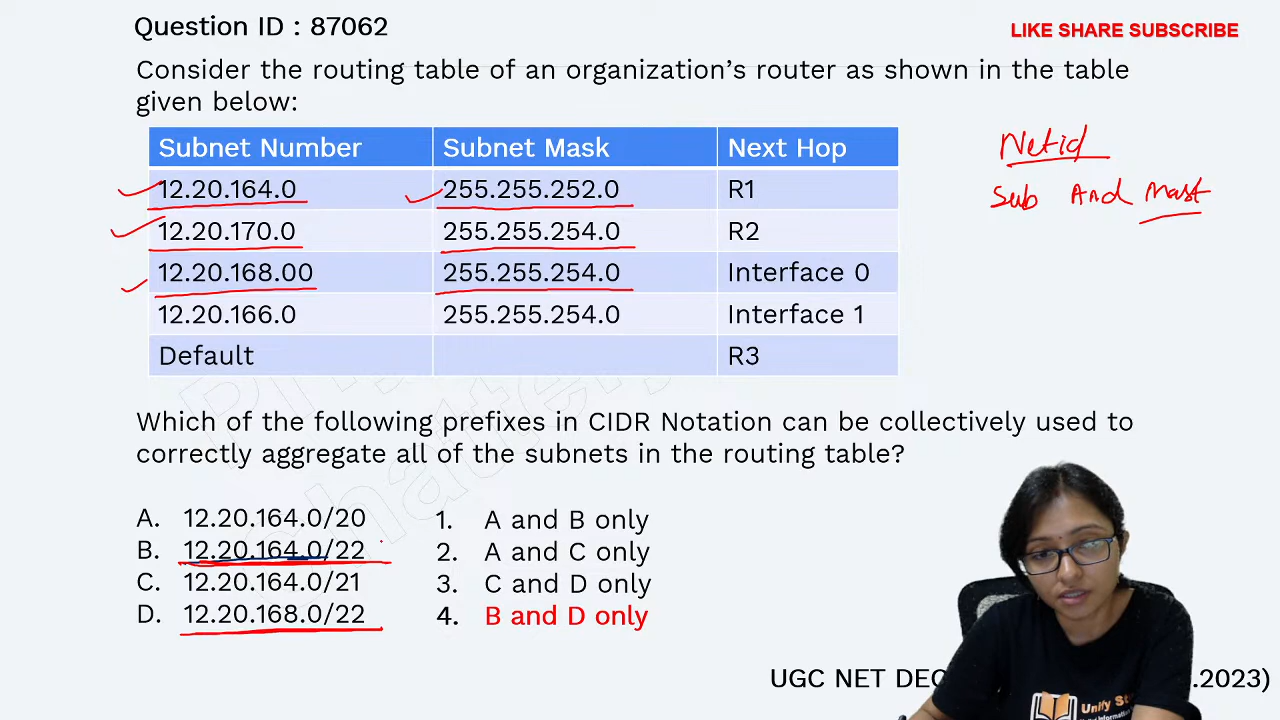 Question ID : 87062
LIKE SHARE SUBSCRIBE
Consider the routing table of an organization's router as shown in the table
given below:
Subnet Number Subnet Mask Next Hop
12.20.164.0 255.255.252.0 R1
12.20.170.0 255.255.254.0 R2
12.20.168.00 255.255.254.0 Interface 0
12.20.166.0 255.255.254.0 Interface 1
Default R3
Netid
Sub And Mast
Which of the following prefixes in CIDR Notation can be collectively used to
correctly aggregate all of the subnets in the routing table?
A. 12.20.164.0/20
B. 12.20.164.0/22
C. 12.20.164.0/21
D. 12.20.168.0/22
1. A and B only
2. A and C only
3. C and D only
4. B and D only
UGC NET DEC .2023)